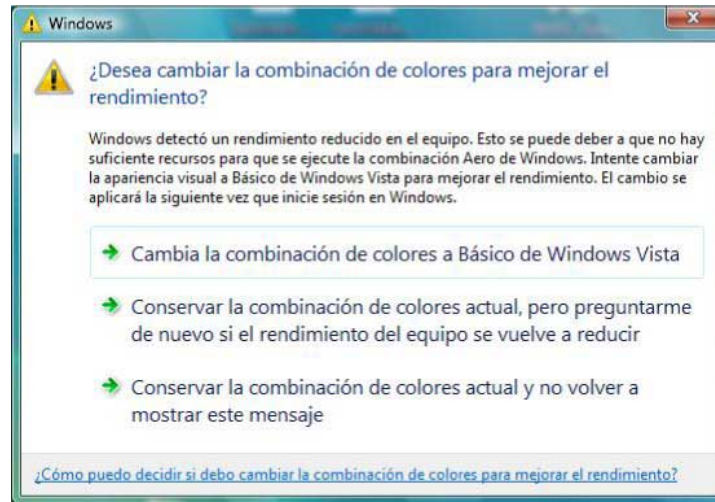 Windows
¿Desea cambiar la combinación de colores para mejorar el
rendimiento?
Windows detectó un rendimiento reducido en el equipo. Esto se puede deber a que no hay
suficiente recursos para que se ejecute la combinación Aero de Windows. Intente cambiar
la apariencia visual a Básico de Windows Vista para mejorar el rendimiento. El cambio se
aplicará la siguiente vez que inicie sesión en Windows.
Cambia la combinación de colores a Básico de Windows Vista
Conservar la combinación de colores actual, pero preguntarme
de nuevo si el rendimiento del equipo se vuelve a reducir
Conservar la combinación de colores actual y no volver a
mostrar este mensaje
¿Cómo puedo decidir si debo cambiar la combinación de colores para mejorar el rendimiento?